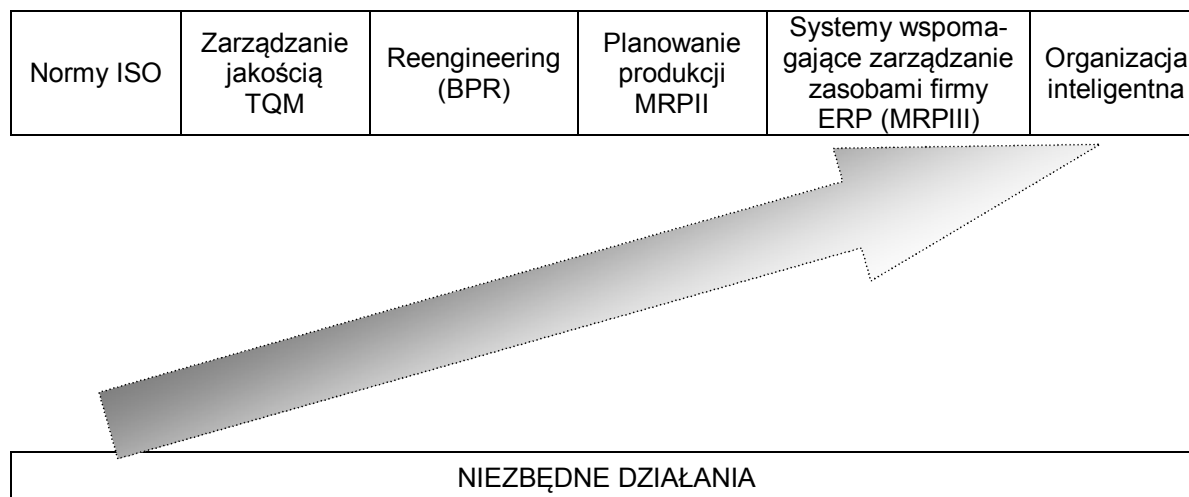 Normy ISO
Zarządzanie
jakością
TQM
Reengineering
(BPR)
Planowanie
produkcji
MRPII
Systemy wspoma-
gające zarządzanie
zasobami firmy
ERP (MRPIII)
Organizacja
inteligentna
NIEZBĘDNE DZIAŁANIA